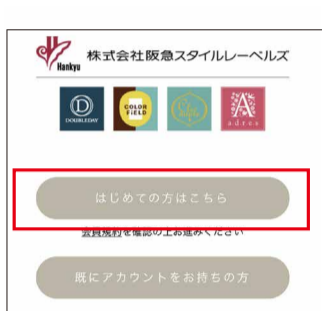 Hankyu
株式会社阪急スタイルレーベルズ
D
DOUBLEDAY
COLOR
FiELD
A
adres
はじめての方はこちら
会員規約を確認の上お進みください
既にアカウントをお持ちの方